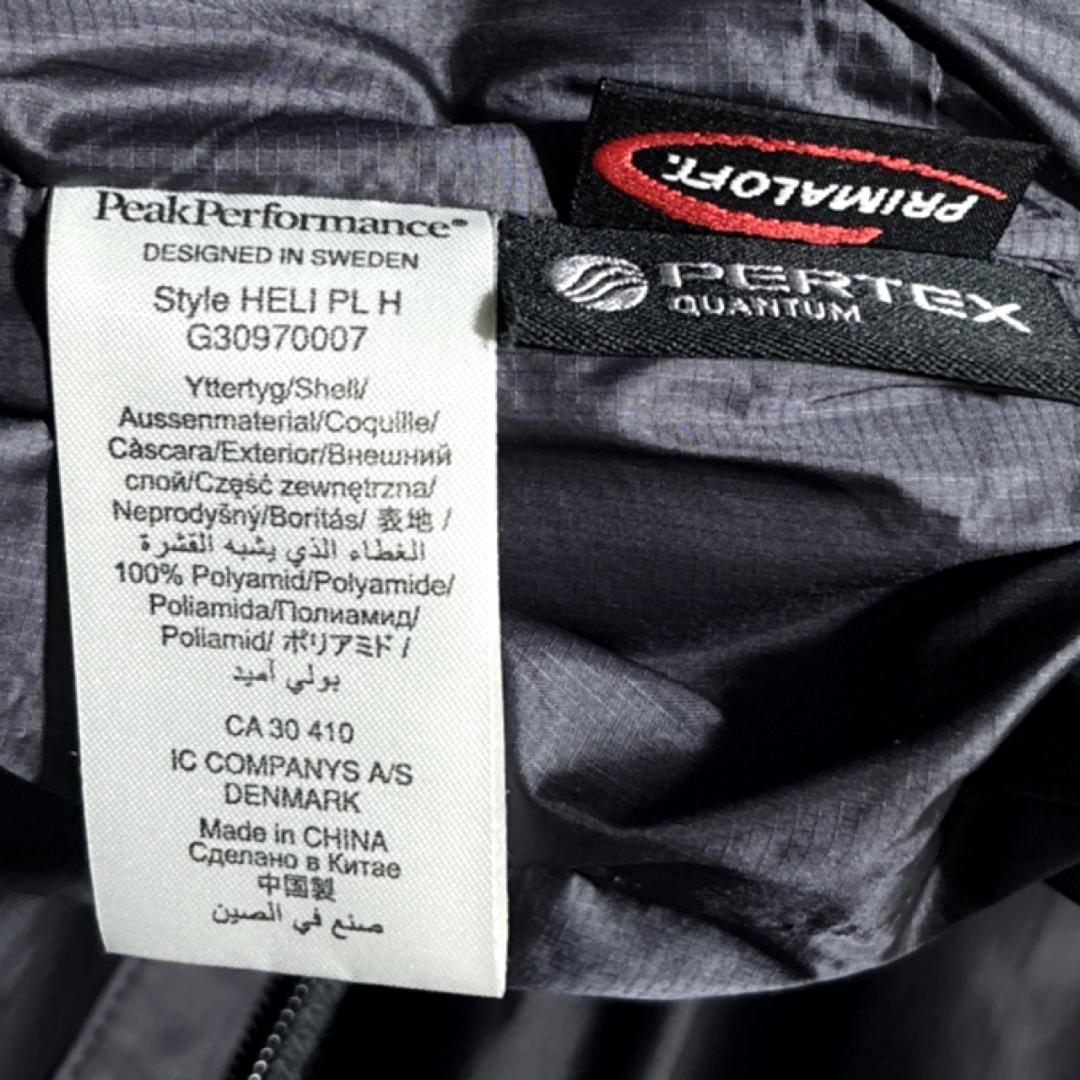 PeakPerformance®
DESIGNED IN SWEDEN
Style HELI PL H
G30970007
Yttertyg/Shell/
Aussenmaterial/Coquille/
Càscara/Exterior/Внешний
слой/Część zewnętrzna/
Neprodyšný/Borítás/ 表地 /
الغطاء الذي يشبه القشرة
100% Polyamid/Polyamide/
Poliamida/Полиамид/
Poliamid/ ポリアミド /
بولي آميد
CA 30 410
IC COMPANYS A/S
DENMARK
Made in CHINA
Сделано в Китае
中国製
صنع في الصين
PRIMALOFT.
PERTEX
QUANTUM